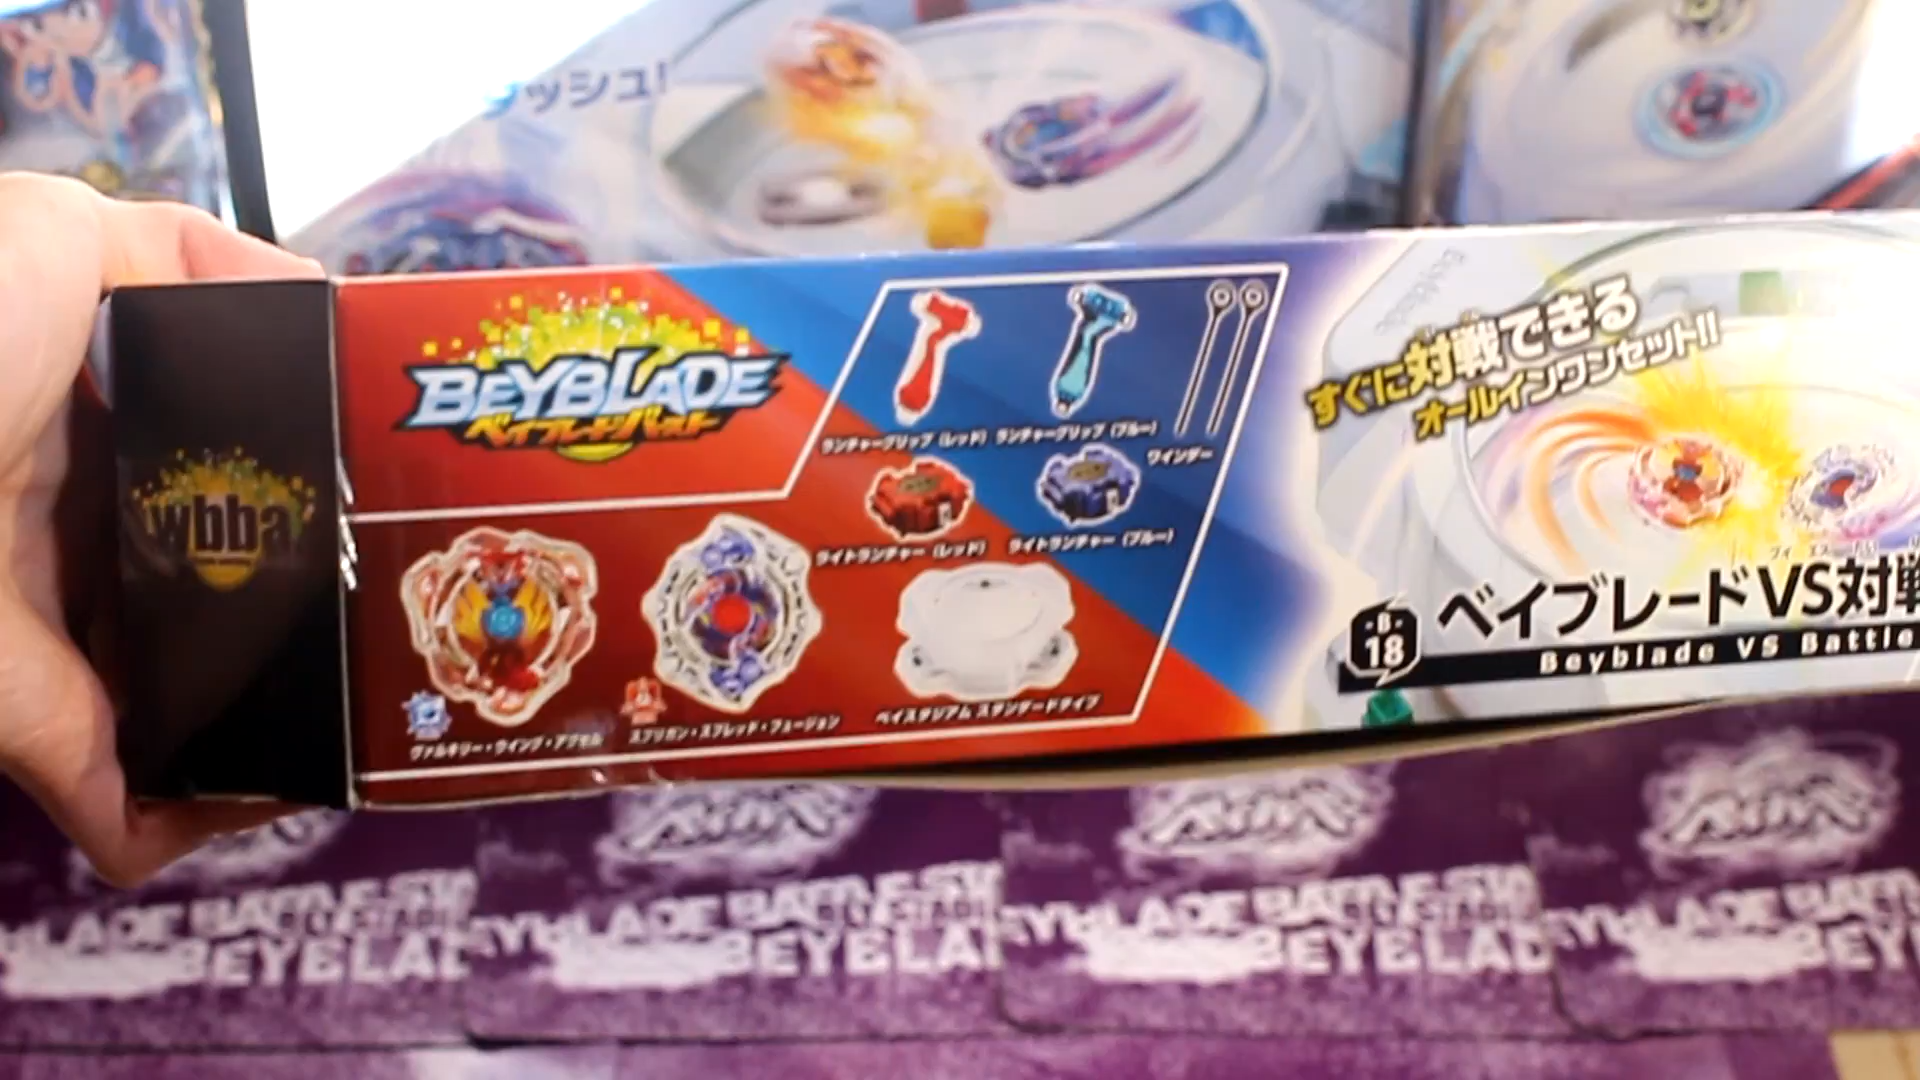 ッシュ!
BEYBLADE
ベイブレードバースト
wbba
ランチャーグリップ(レッド)
ランチャーグリップ(ブルー)
ワインダー
ライトランチャー(レッド)
ライトランチャー(ブルー)
ヴァルキリー・ウイング・アクセル
スプリガン・スプレッド・フュージョン
ベイスタジアム スタンダードタイプ
すぐに対戦できる
オールインワンセット!!
ブイ エス
B
18
ベイブレードVS対戦
Beyblade VS Battle
BEYBLADE BATTLE
BEYBLAD